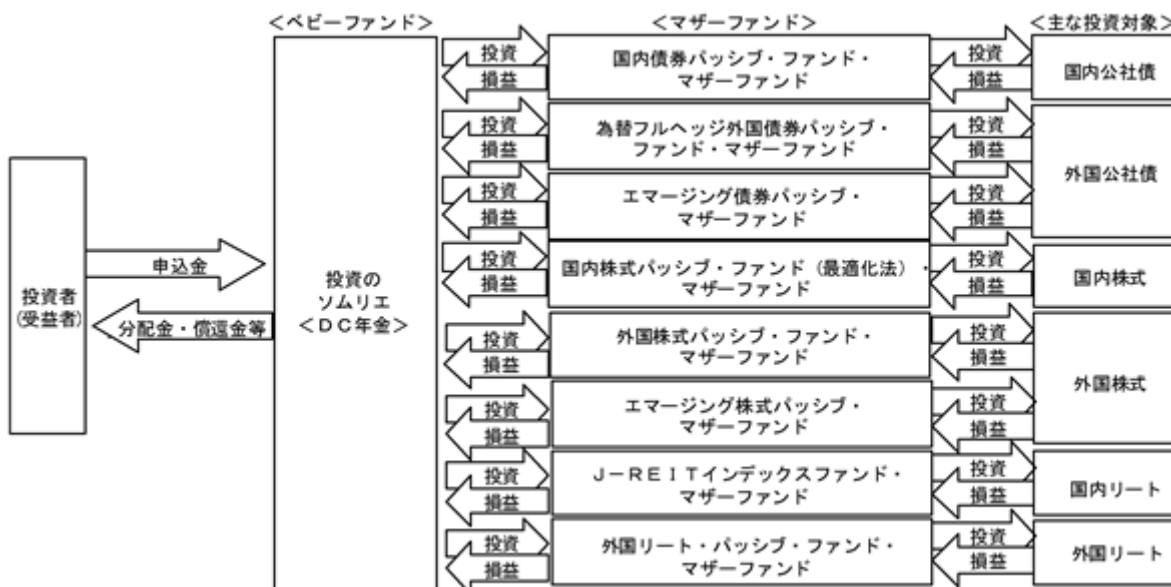 ＜ベビーファンド＞
＜マザーファンド＞
＜主な投資対象＞
投資者
(受益者)
申込金
分配金・償還金等
投資の
ソムリエ
＜ＤＣ年金＞
投資
損益
国内債券パッシブ・ファンド・
マザーファンド
投資
損益
国内公社債
投資
損益
為替フルヘッジ外国債券パッシブ・
ファンド・マザーファンド
投資
損益
外国公社債
投資
損益
エマージング債券パッシブ・
マザーファンド
投資
損益
投資
損益
国内株式パッシブ・ファンド（最適化法）・
マザーファンド
投資
損益
国内株式
投資
損益
外国株式パッシブ・ファンド・
マザーファンド
投資
損益
外国株式
投資
損益
エマージング株式パッシブ・
マザーファンド
投資
損益
投資
損益
Ｊ－ＲＥＩＴインデックスファンド・
マザーファンド
投資
損益
国内リート
投資
損益
外国リート・パッシブ・ファンド・
マザーファンド
投資
損益
外国リート